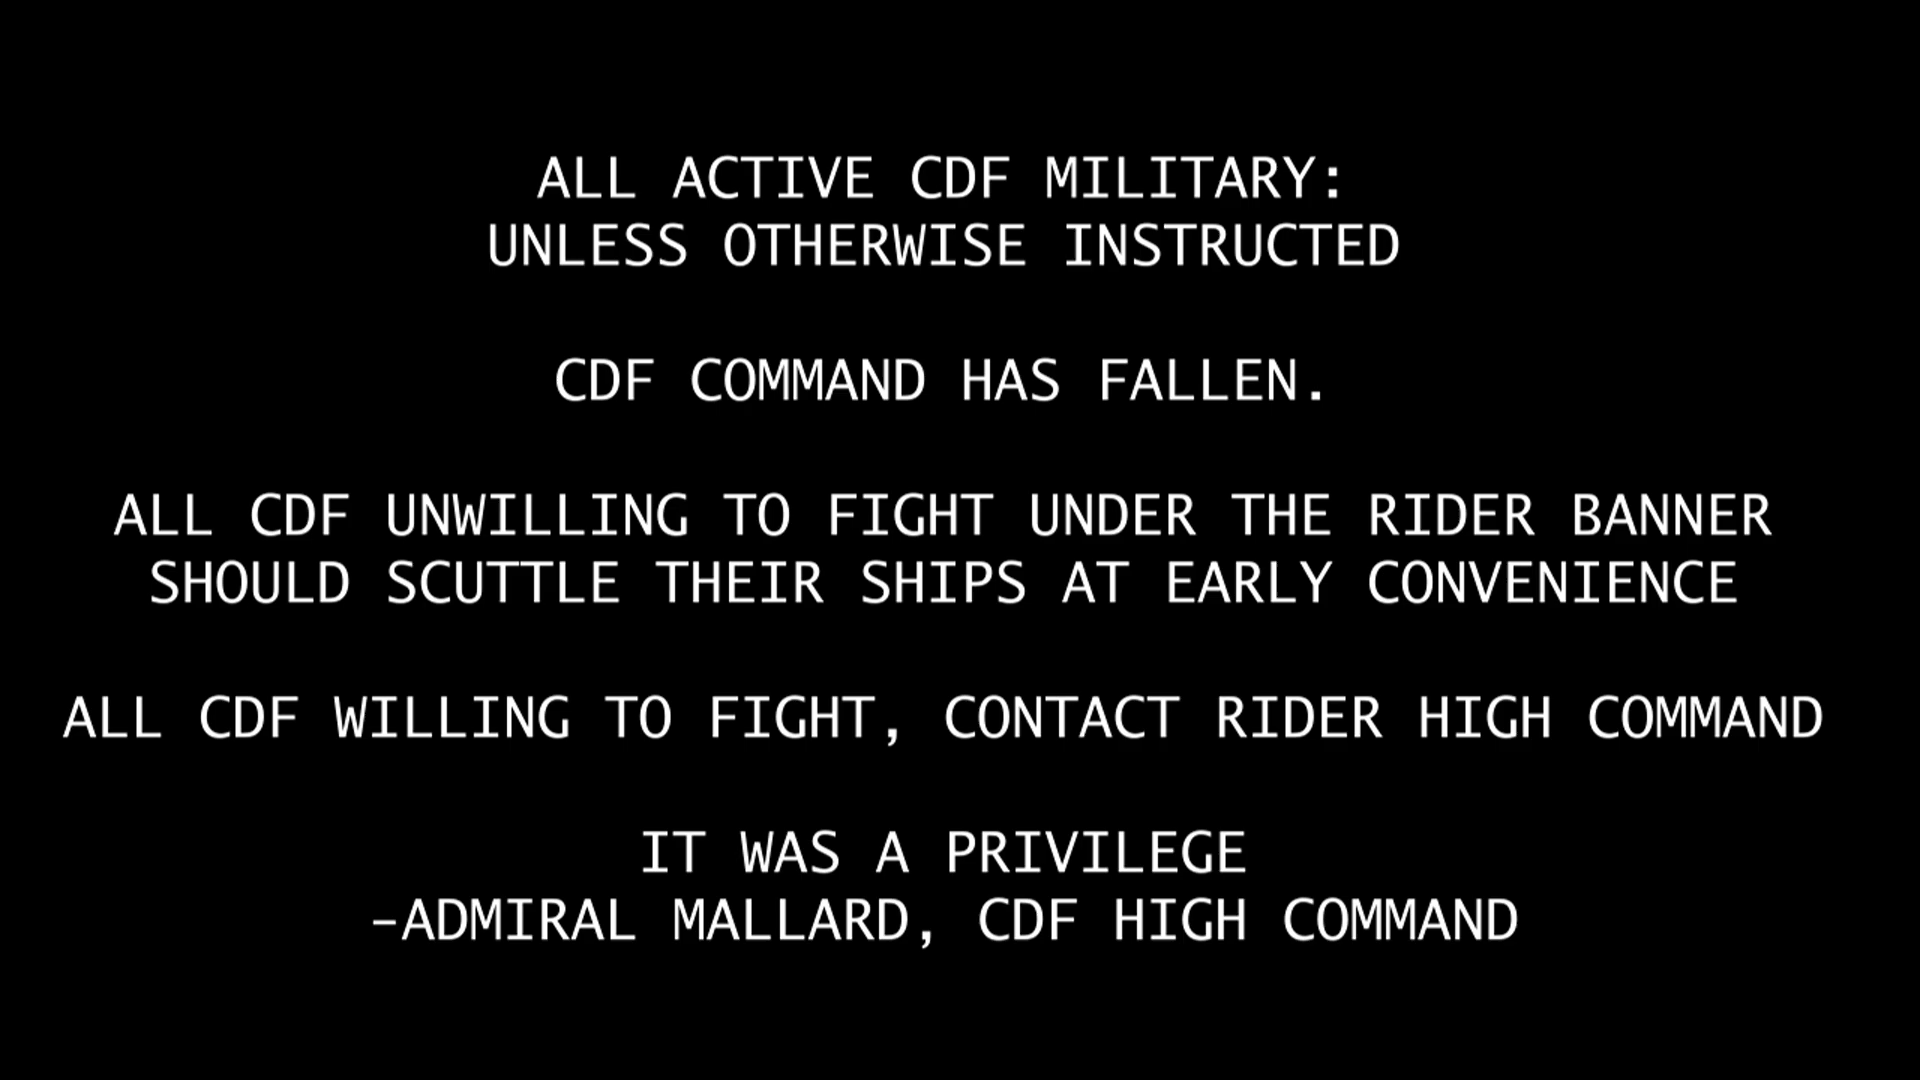 ALL ACTIVE CDF MILITARY:
UNLESS OTHERWISE INSTRUCTED
CDF COMMAND HAS FALLEN.
ALL CDF UNWILLING TO FIGHT UNDER THE RIDER BANNER
SHOULD SCUTTLE THEIR SHIPS AT EARLY CONVENIENCE
ALL CDF WILLING TO FIGHT, CONTACT RIDER HIGH COMMAND
IT WAS A PRIVILEGE
-ADMIRAL MALLARD, CDF HIGH COMMAND